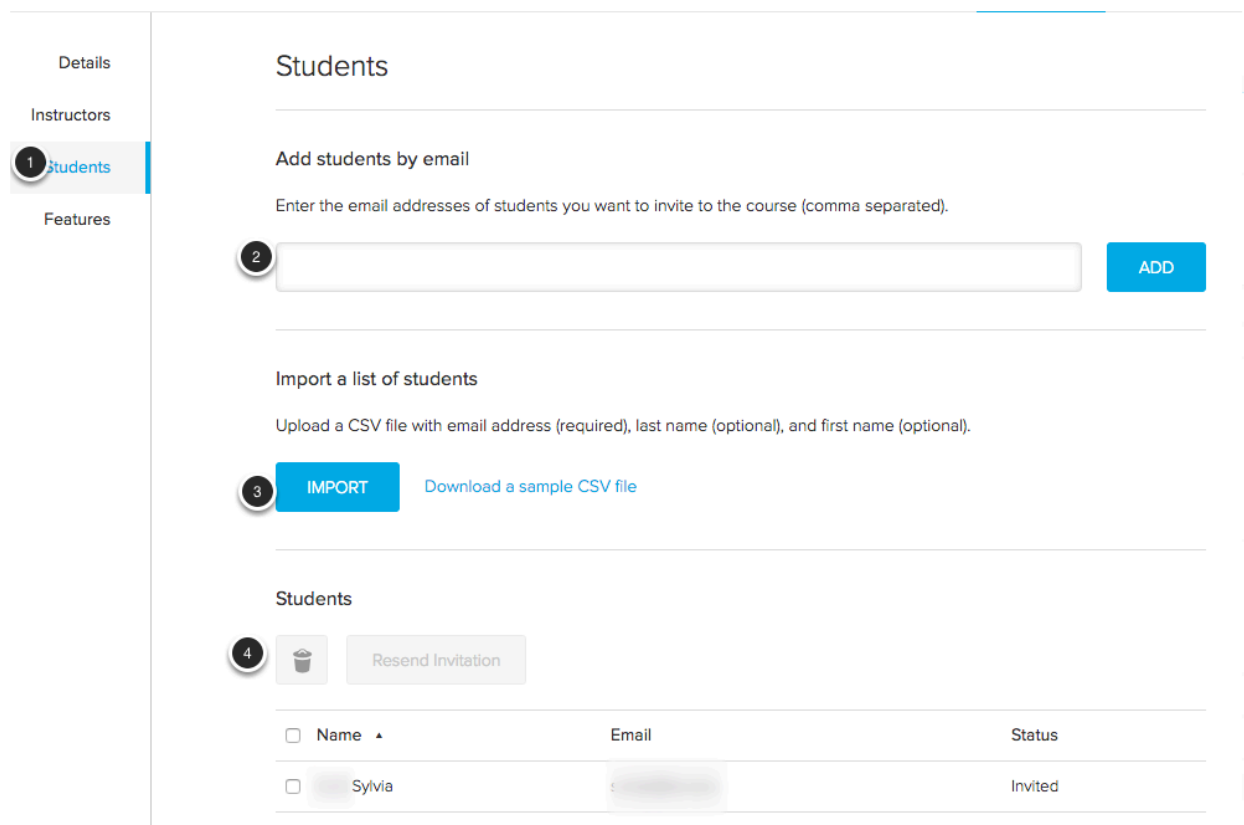 Details
Instructors
1 Students
Features
Students
Add students by email
Enter the email addresses of students you want to invite to the course (comma separated).
2
ADD
Import a list of students
Upload a CSV file with email address (required), last name (optional), and first name (optional).
3 IMPORT Download a sample CSV file
Students
4 Resend Invitation
Name ▲ Email Status
Sylvia Invited